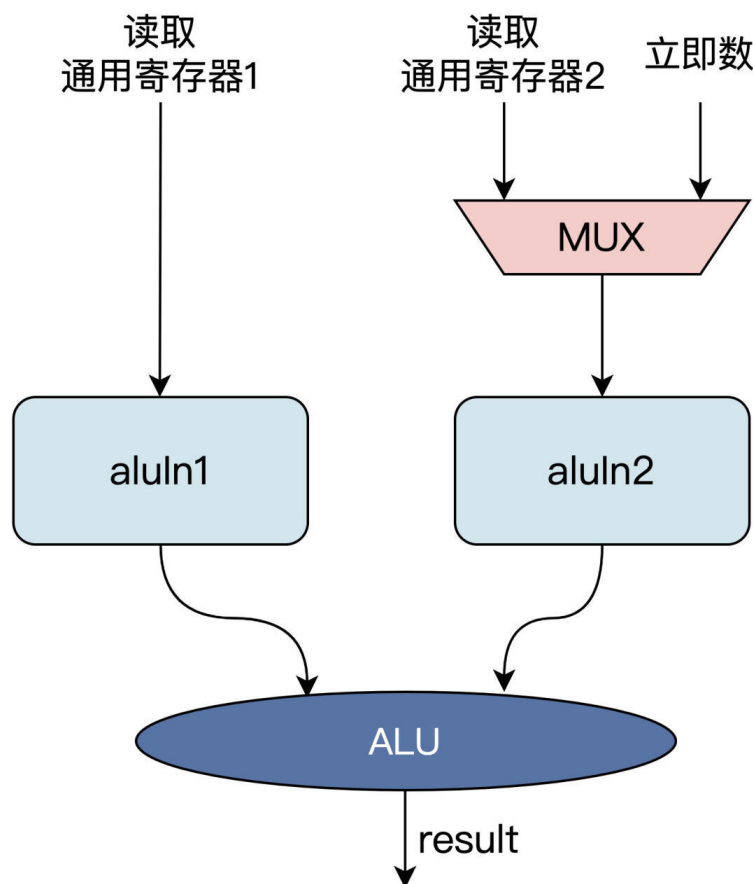 读取
通用寄存器1
读取
通用寄存器2
立即数
MUX
aluIn1
aluIn2
ALU
result